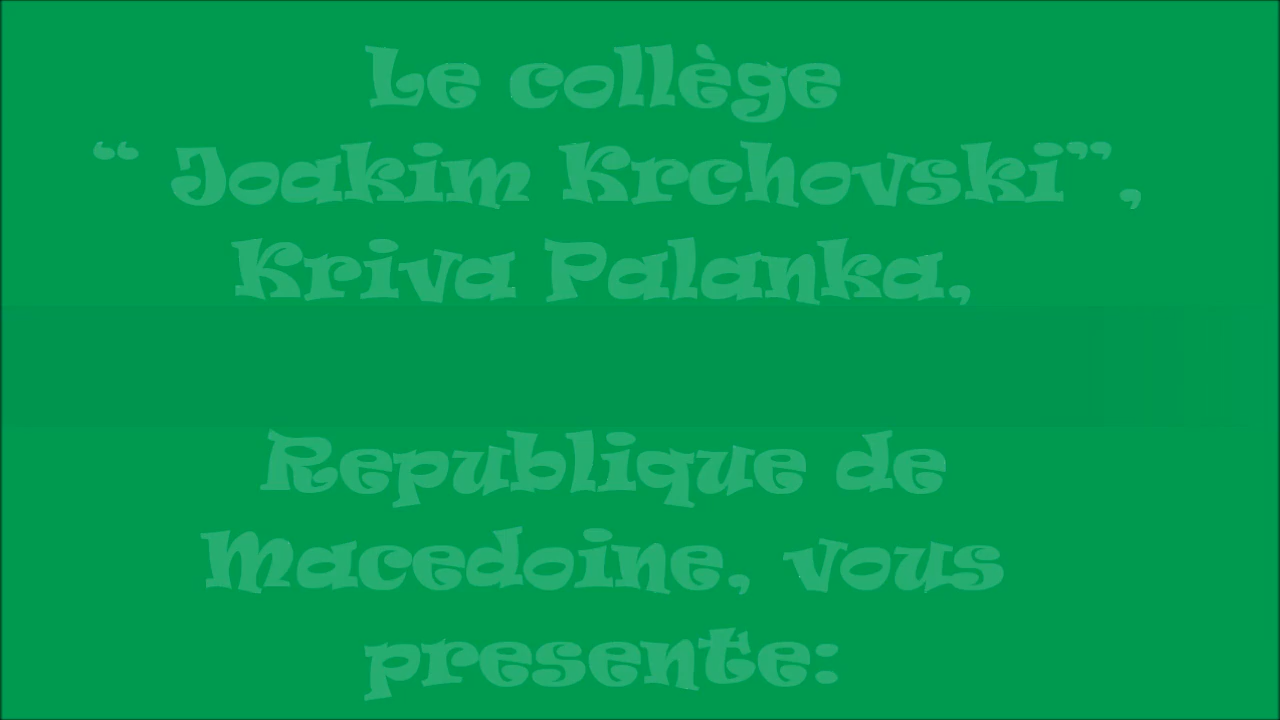 Le collège
“ Joakim Krchovski”,
Kriva Palanka,
Republique de
Macedoine, vous
presente: